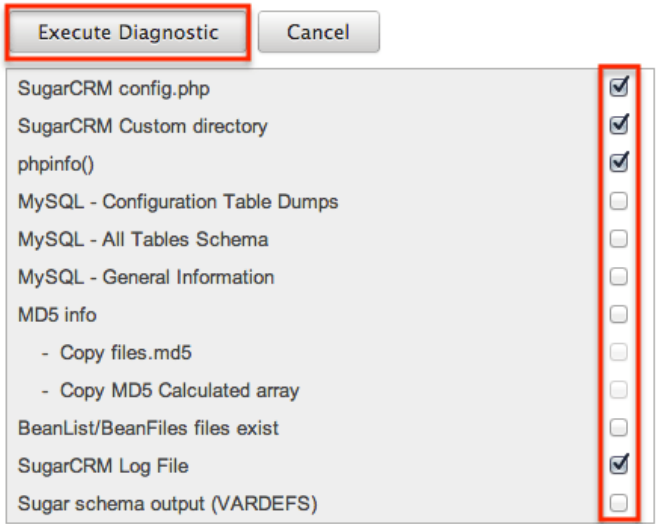 Execute Diagnostic Cancel
SugarCRM config.php
SugarCRM Custom directory
phpinfo()
MySQL - Configuration Table Dumps
MySQL - All Tables Schema
MySQL - General Information
MD5 info
- Copy files.md5
- Copy MD5 Calculated array
BeanList/BeanFiles files exist
SugarCRM Log File
Sugar schema output (VARDEFS)